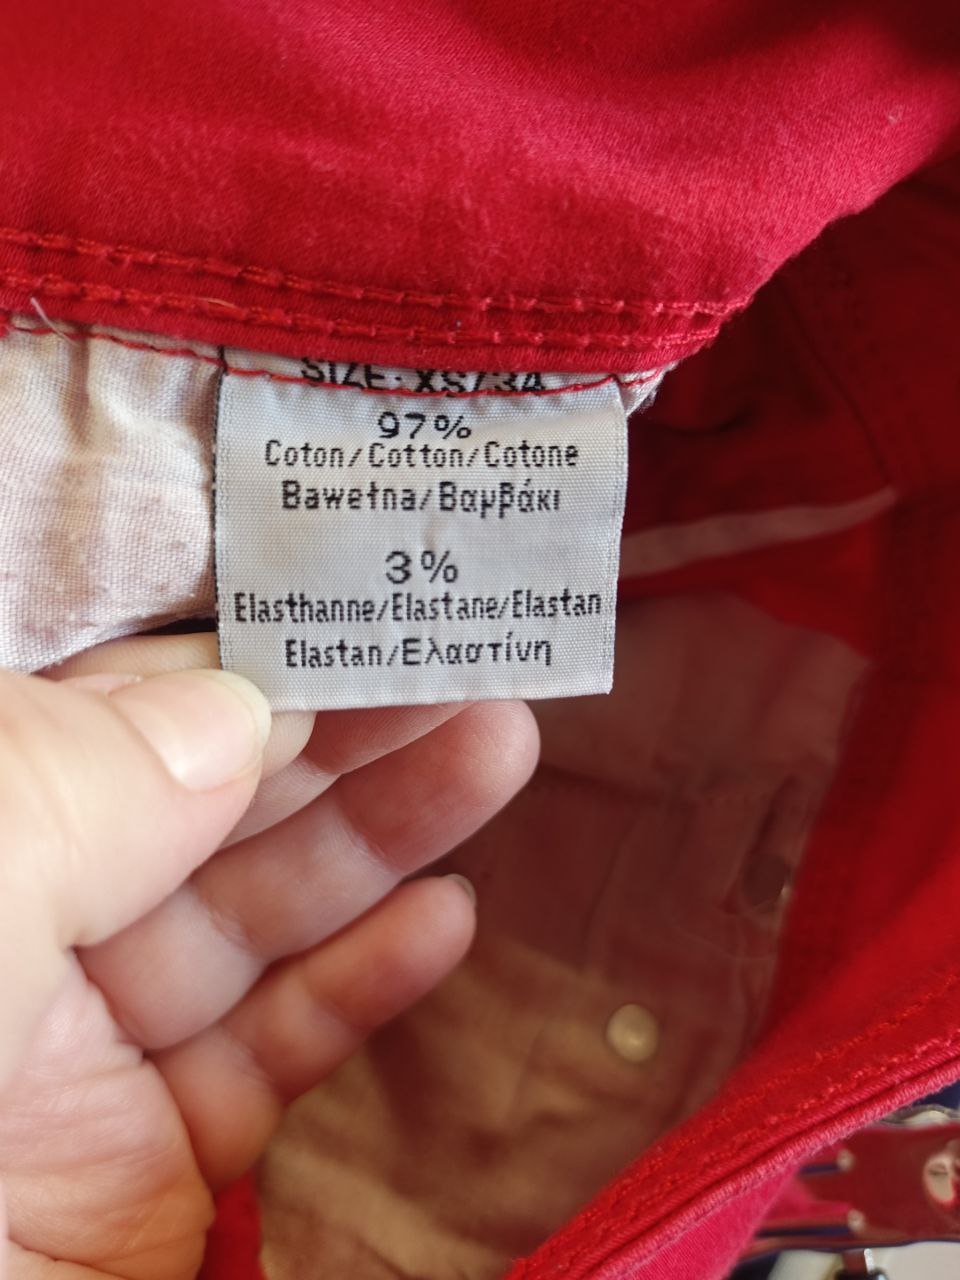 SIZE: XS/34
97%
Coton/Cotton/Cotone
Bawełna/Βαμβάκι
3%
Elasthanne/Elastane/Elastan
Elastan/Ελαστίνη